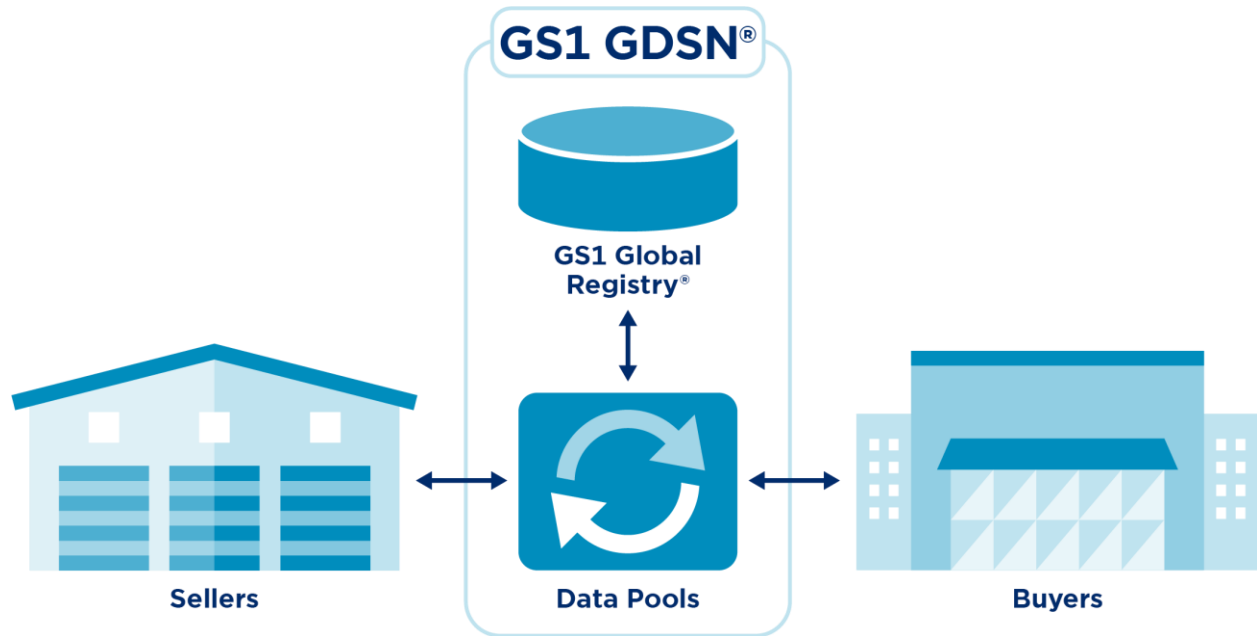 GS1 GDSN®
GS1 Global
Registry®
Sellers
Data Pools
Buyers